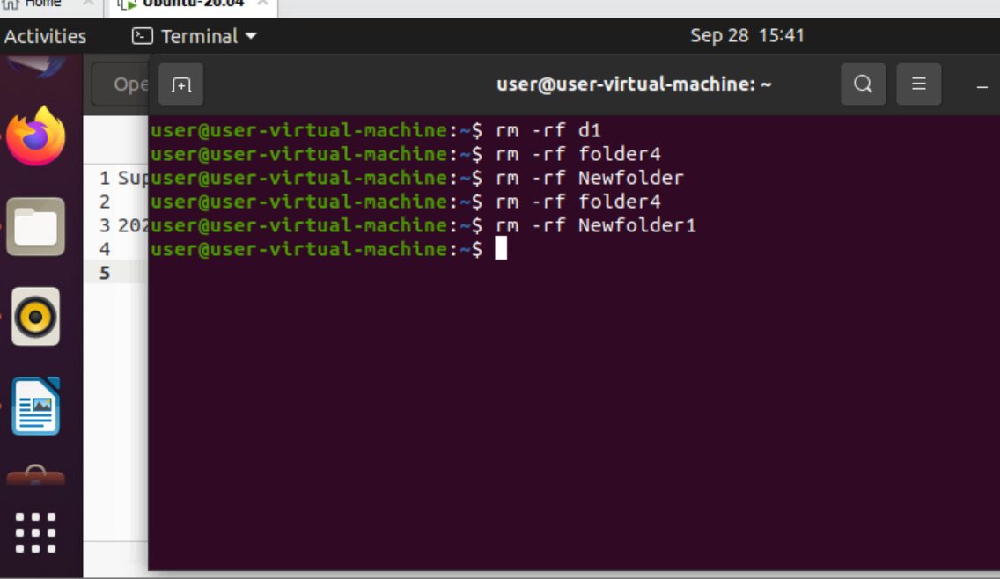 Home Ubuntu-20.04
Activities Terminal Sep 28 15:41
user@user-virtual-machine: ~
user@user-virtual-machine:~$ rm -rf d1
user@user-virtual-machine:~$ rm -rf folder4
1 user@user-virtual-machine:~$ rm -rf Newfolder
2 user@user-virtual-machine:~$ rm -rf folder4
3 user@user-virtual-machine:~$ rm -rf Newfolder1
4 user@user-virtual-machine:~$
5